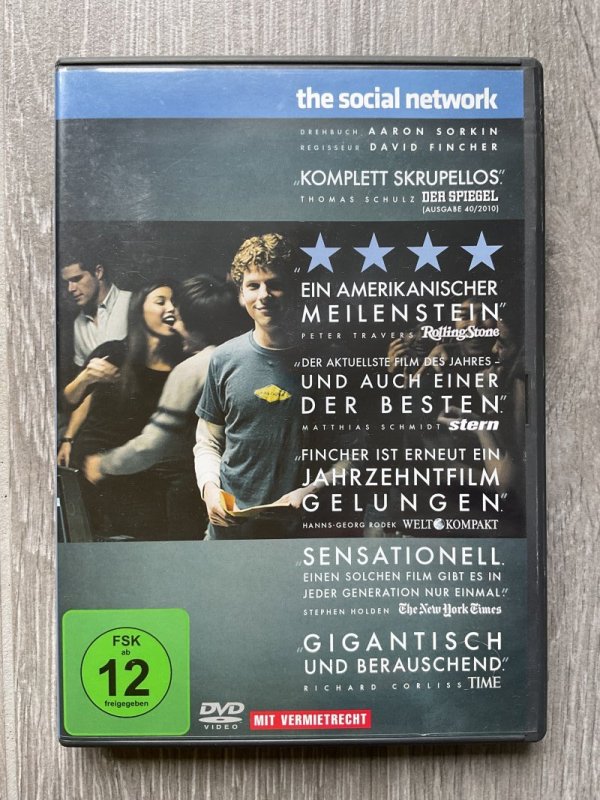 the social network
DREHBUCH AARON SORKIN
REGISSEUR DAVID FINCHER
„KOMPLETT SKRUPELLOS.“
THOMAS SCHULZ DER SPIEGEL
(AUSGABE 40/2010)
„★★★★
EIN AMERIKANISCHER
MEILENSTEIN.“
PETER TRAVERS RollingStone
„DER AKTUELLSTE FILM DES JAHRES –
UND AUCH EINER
DER BESTEN.“
MATTHIAS SCHMIDT stern
„FINCHER IST ERNEUT EIN
JAHRZEHNTFILM
GELUNGEN.“
HANNS-GEORG RODEK WELT KOMPAKT
„SENSATIONELL.
EINEN SOLCHEN FILM GIBT ES IN
JEDER GENERATION NUR EINMAL.“
STEPHEN HOLDEN The New York Times
„GIGANTISCH
UND BERAUSCHEND.“
RICHARD CORLISS TIME
FSK
ab
12
freigegeben
DVD
VIDEO
MIT VERMIETRECHT